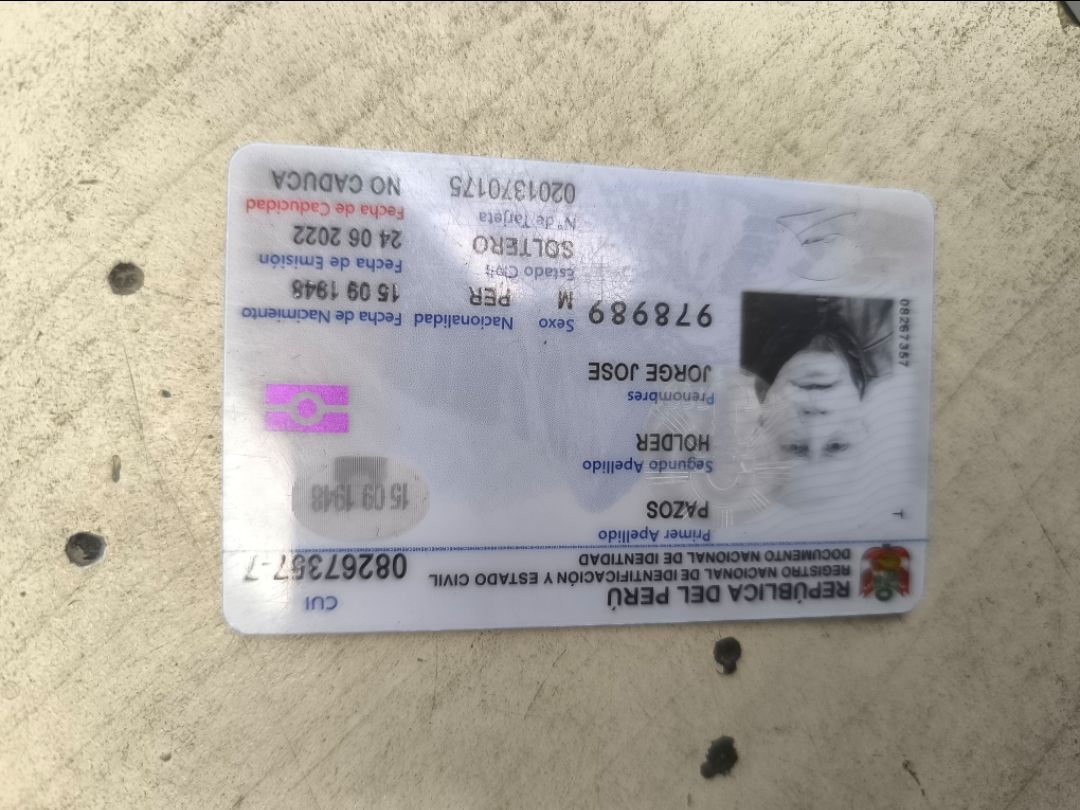 REPÚBLICA DEL PERÚ
REGISTRO NACIONAL DE IDENTIFICACIÓN Y ESTADO CIVIL
DOCUMENTO NACIONAL DE IDENTIDAD
CUI
08267357-7
T
08267357
Primer Apellido
PAZOS
Segundo Apellido
HOLDER
Prenombres
JORGE JOSE
15 09 1948
978989
Sexo Nacionalidad Fecha de Nacimiento
M PER 15 09 1948
Estado Civil Fecha de Emisión
SOLTERO 24 06 2022
N° de Tarjeta Fecha de Caducidad
0201370175 NO CADUCA